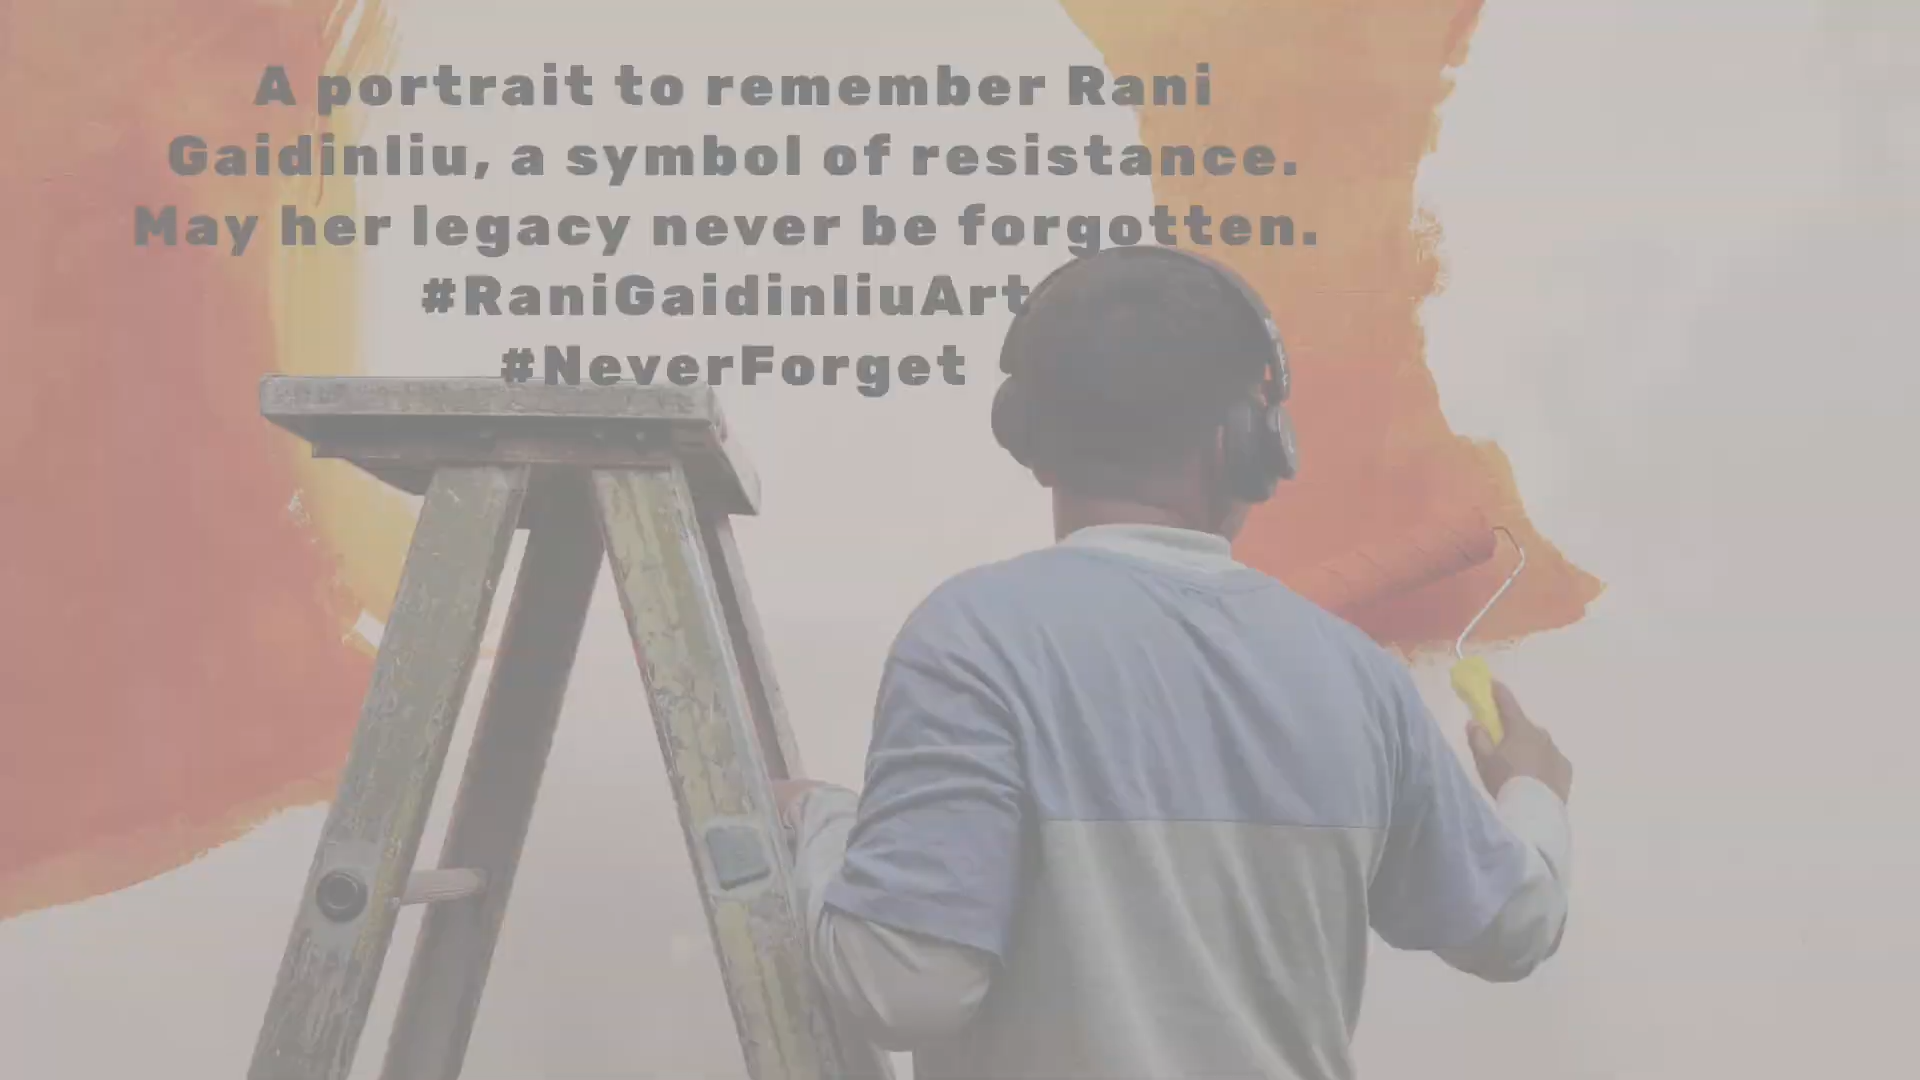 A portrait to remember Rani
Gaidinliu, a symbol of resistance.
May her legacy never be forgotten.
#RaniGaidinliuArt
#NeverForget